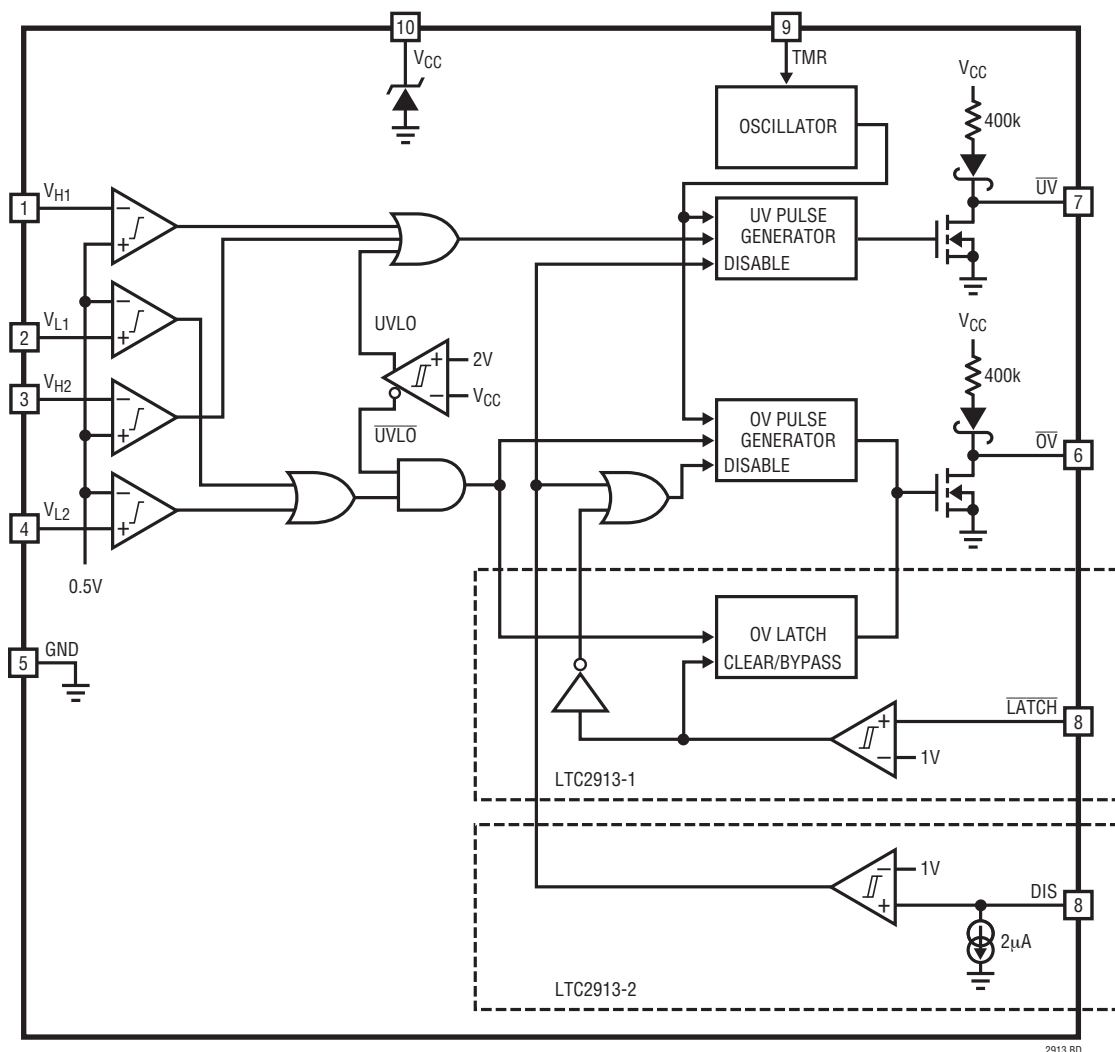 10
9
VCC
TMR
VCC
OSCILLATOR
400k
VH1
1
UV
7
UV PULSE
GENERATOR
DISABLE
VL1
2
UVLO
+
2V
VCC
−
VCC
400k
VH2
3
UVLO
OV PULSE
GENERATOR
DISABLE
OV
6
VL2
4
−
+
−
+
−
+
−
+
0.5V
GND
5
OV LATCH
CLEAR/BYPASS
LATCH
8
+
−
1V
LTC2913-1
−
1V
+
DIS
8
2µA
LTC2913-2
2913 BD